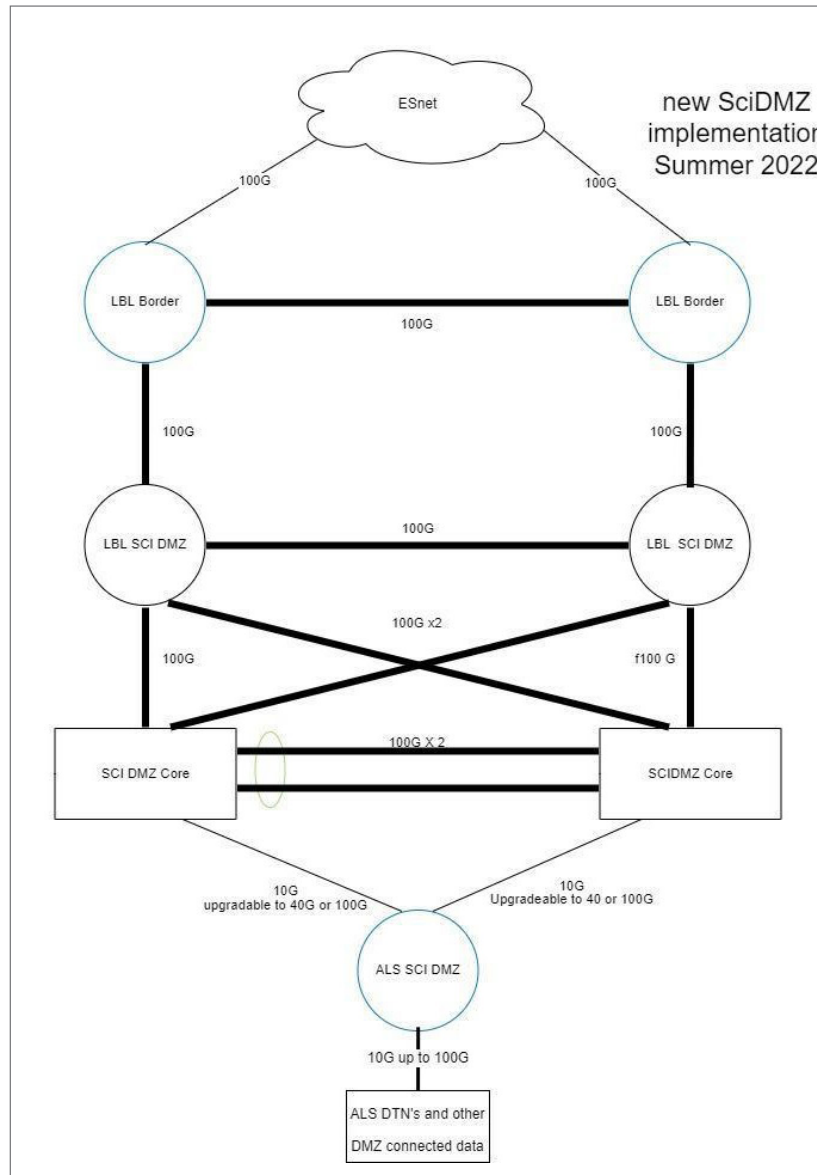 ESnet
new SciDMZ
implementation
Summer 2022
100G
100G
LBL Border
LBL Border
100G
100G
100G
LBL SCI DMZ
100G
LBL SCI DMZ
100G x2
100G
f100 G
100G X 2
SCI DMZ Core
SCIDMZ Core
10G
upgradable to 40G or 100G
10G
Upgradeable to 40 or 100G
ALS SCI DMZ
10G up to 100G
ALS DTN's and other
DMZ connected data